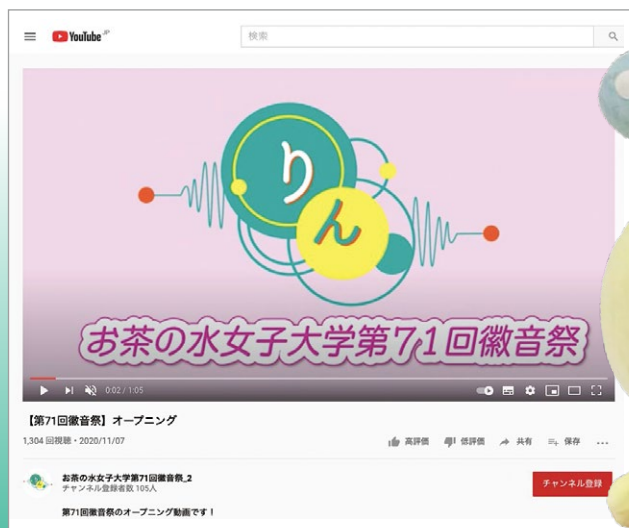 YouTube JP
検索
りん
お茶の水女子大学第71回徽音祭
0:02 / 1:05
【第71回徽音祭】オープニング
1,304 回視聴・2020/11/07
高評価 低評価 共有 保存
お茶の水女子大学第71回徽音祭_2
チャンネル登録者数 105人
チャンネル登録
第71回徽音祭のオープニング動画です！